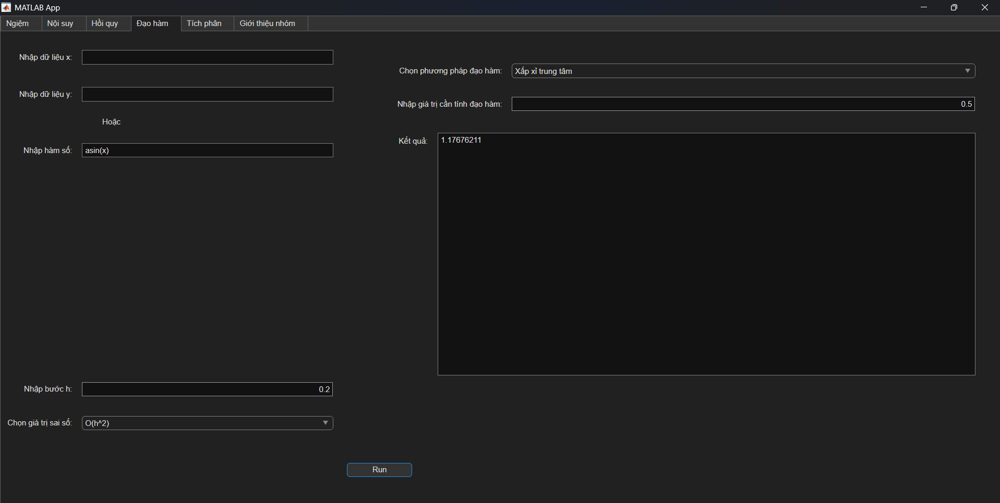 MATLAB App
Ngiệm
Nội suy
Hồi quy
Đạo hàm
Tích phân
Giới thiệu nhóm
Nhập dữ liệu x:
Nhập dữ liệu y:
Hoặc
Nhập hàm số: asin(x)
Nhập bước h: 0.2
Chọn giá trị sai số: O(h^2)
Chọn phương pháp đạo hàm: Xấp xỉ trung tâm
Nhập giá trị cần tính đạo hàm: 0.5
Kết quả: 1.17676211
Run